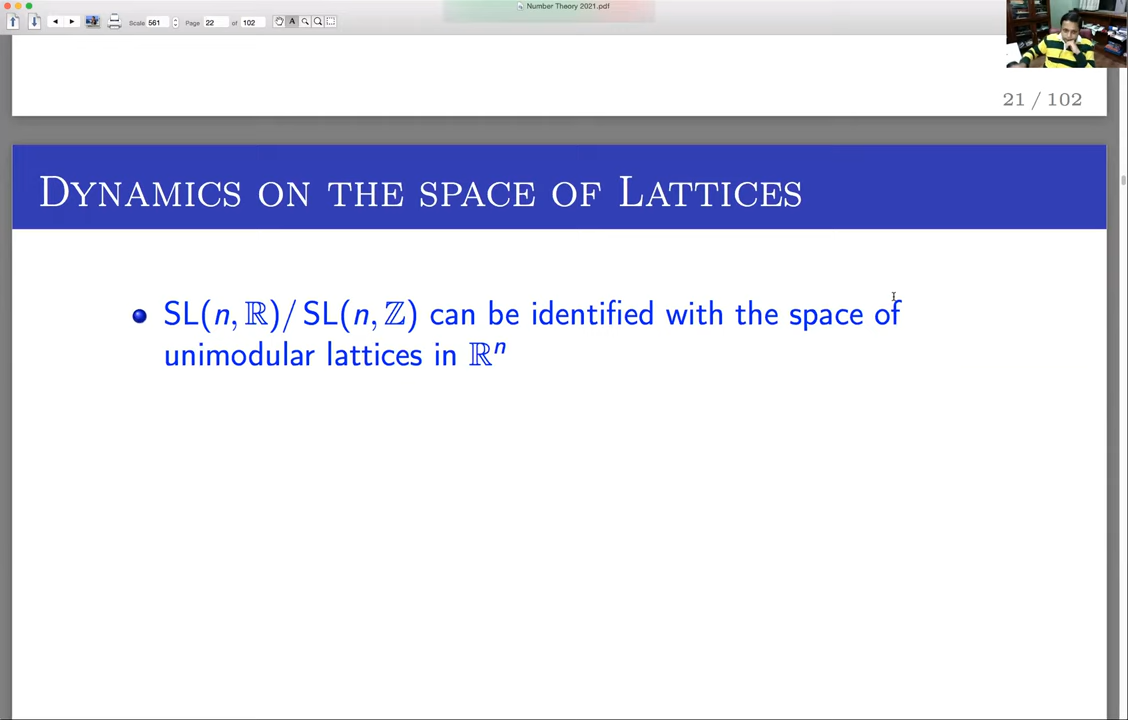 Number Theory 2021.pdf
Scale 561 Page 22 of 102
21 / 102
Dynamics on the space of Lattices
SL(n, ℝ)/ SL(n, ℤ) can be identified with the space of
unimodular lattices in ℝⁿ